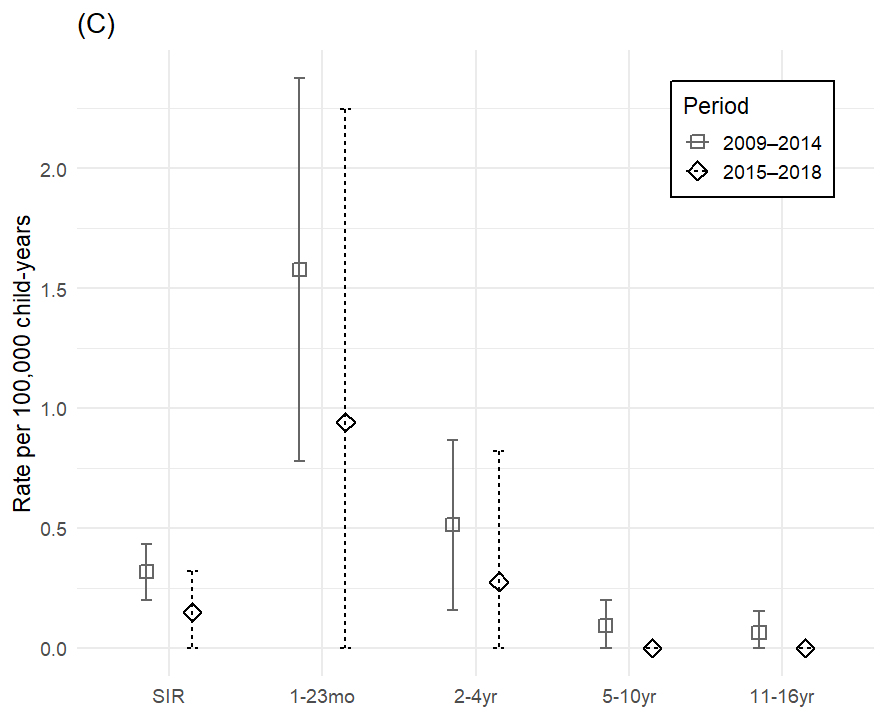 (C)
Rate per 100,000 child-years
2.0
1.5
1.0
0.5
0.0
SIR
1-23mo
2-4yr
5-10yr
11-16yr
Period
2009–2014
2015–2018